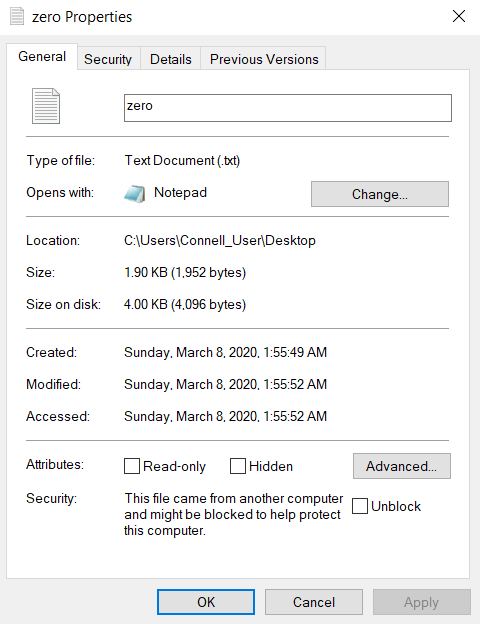 zero Properties
General Security Details Previous Versions
zero
Type of file: Text Document (.txt)
Opens with: Notepad Change...
Location: C:\Users\Connell_User\Desktop
Size: 1.90 KB (1,952 bytes)
Size on disk: 4.00 KB (4,096 bytes)
Created: Sunday, March 8, 2020, 1:55:49 AM
Modified: Sunday, March 8, 2020, 1:55:52 AM
Accessed: Sunday, March 8, 2020, 1:55:52 AM
Attributes: Read-only Hidden Advanced...
Security: This file came from another computer
and might be blocked to help protect
this computer.
Unblock
OK Cancel Apply